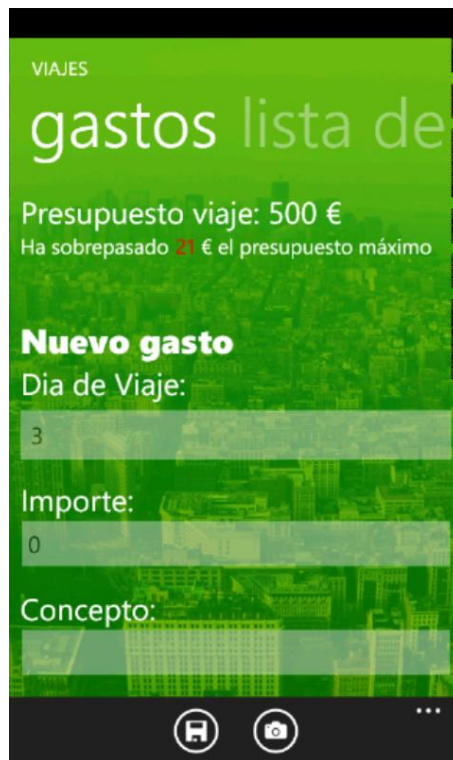 VIAJES
gastos lista de
Presupuesto viaje: 500 €
Ha sobrepasado 21 € el presupuesto máximo
Nuevo gasto
Dia de Viaje:
3
Importe:
0
Concepto: